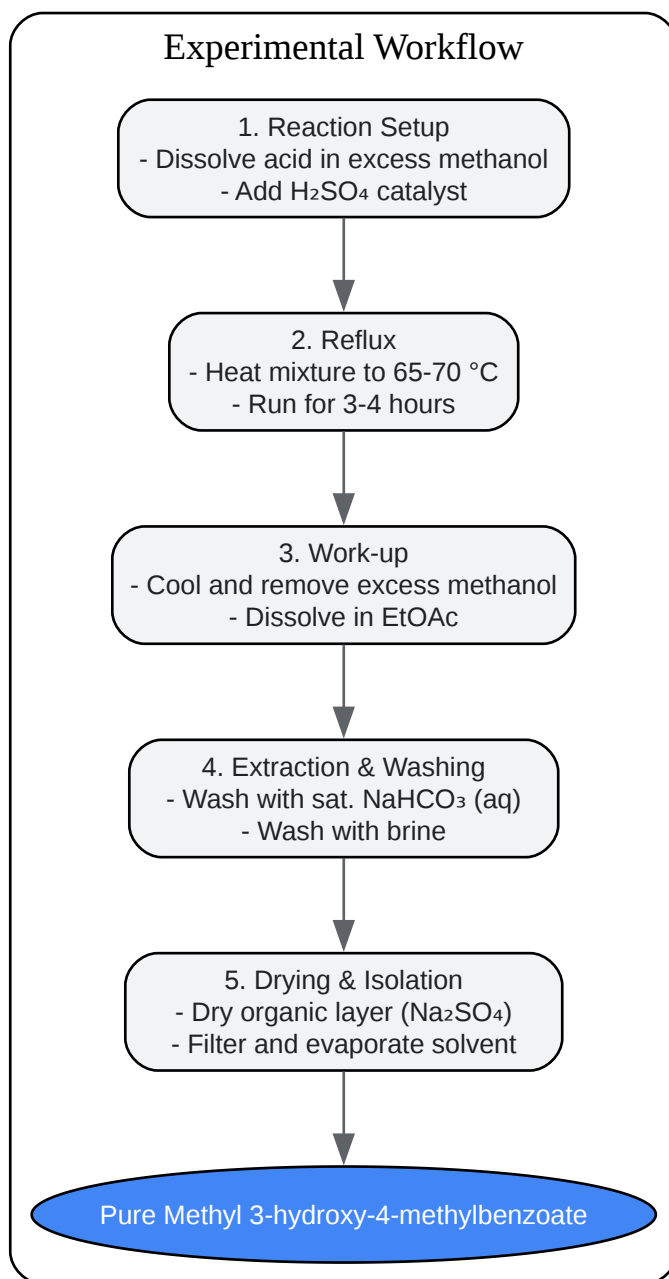 Experimental Workflow
1. Reaction Setup
- Dissolve acid in excess methanol
- Add H₂SO₄ catalyst
2. Reflux
- Heat mixture to 65-70 °C
- Run for 3-4 hours
3. Work-up
- Cool and remove excess methanol
- Dissolve in EtOAc
4. Extraction & Washing
- Wash with sat. NaHCO₃ (aq)
- Wash with brine
5. Drying & Isolation
- Dry organic layer (Na₂SO₄)
- Filter and evaporate solvent
Pure Methyl 3-hydroxy-4-methylbenzoate